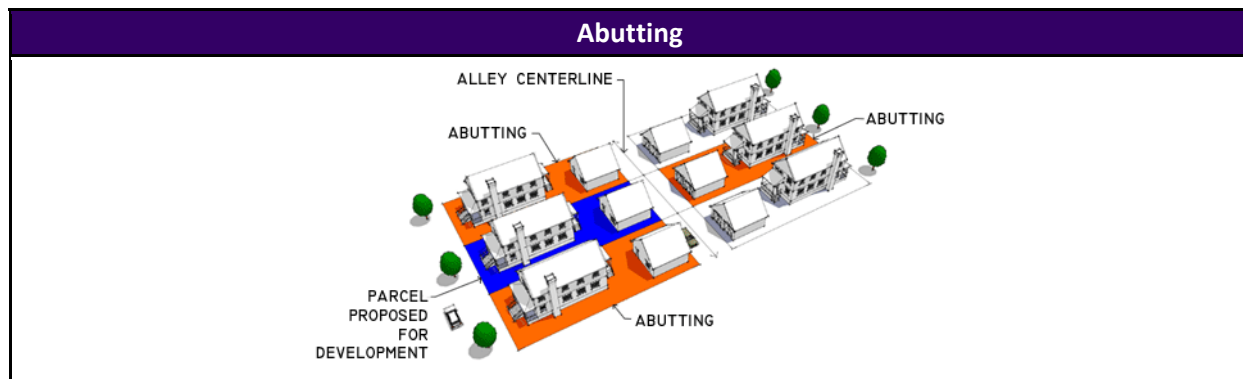 Abutting
ALLEY CENTERLINE
ABUTTING
ABUTTING
PARCEL
PROPOSED
FOR
DEVELOPMENT
ABUTTING